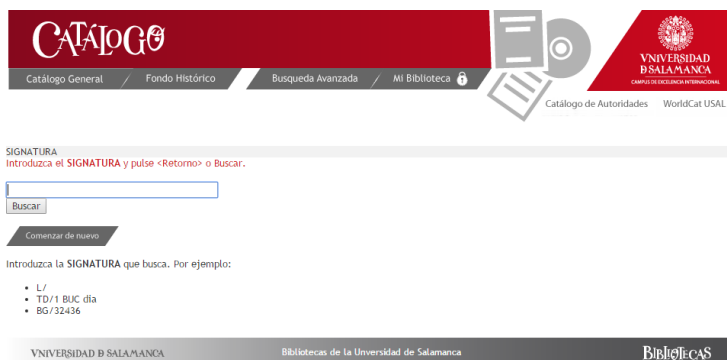 CATÁLOGO
VNIVERSIDAD
D SALAMANCA
CAMPUS DE EXCELENCIA INTERNACIONAL
Catálogo General / Fondo Histórico
Busqueda Avanzada / Mi Biblioteca
Catálogo de Autoridades WorldCat USAL
SIGNATURA
Introduzca el SIGNATURA y pulse <Retorno> o Buscar.
Buscar
Comenzar de nuevo
Introduzca la SIGNATURA que busca. Por ejemplo:
• L/
• TD/1 BUC dia
• BG/32436
VNIVERSIDAD D SALAMANCA
Bibliotecas de la Unversidad de Salamanca
BIBLIOTECAS